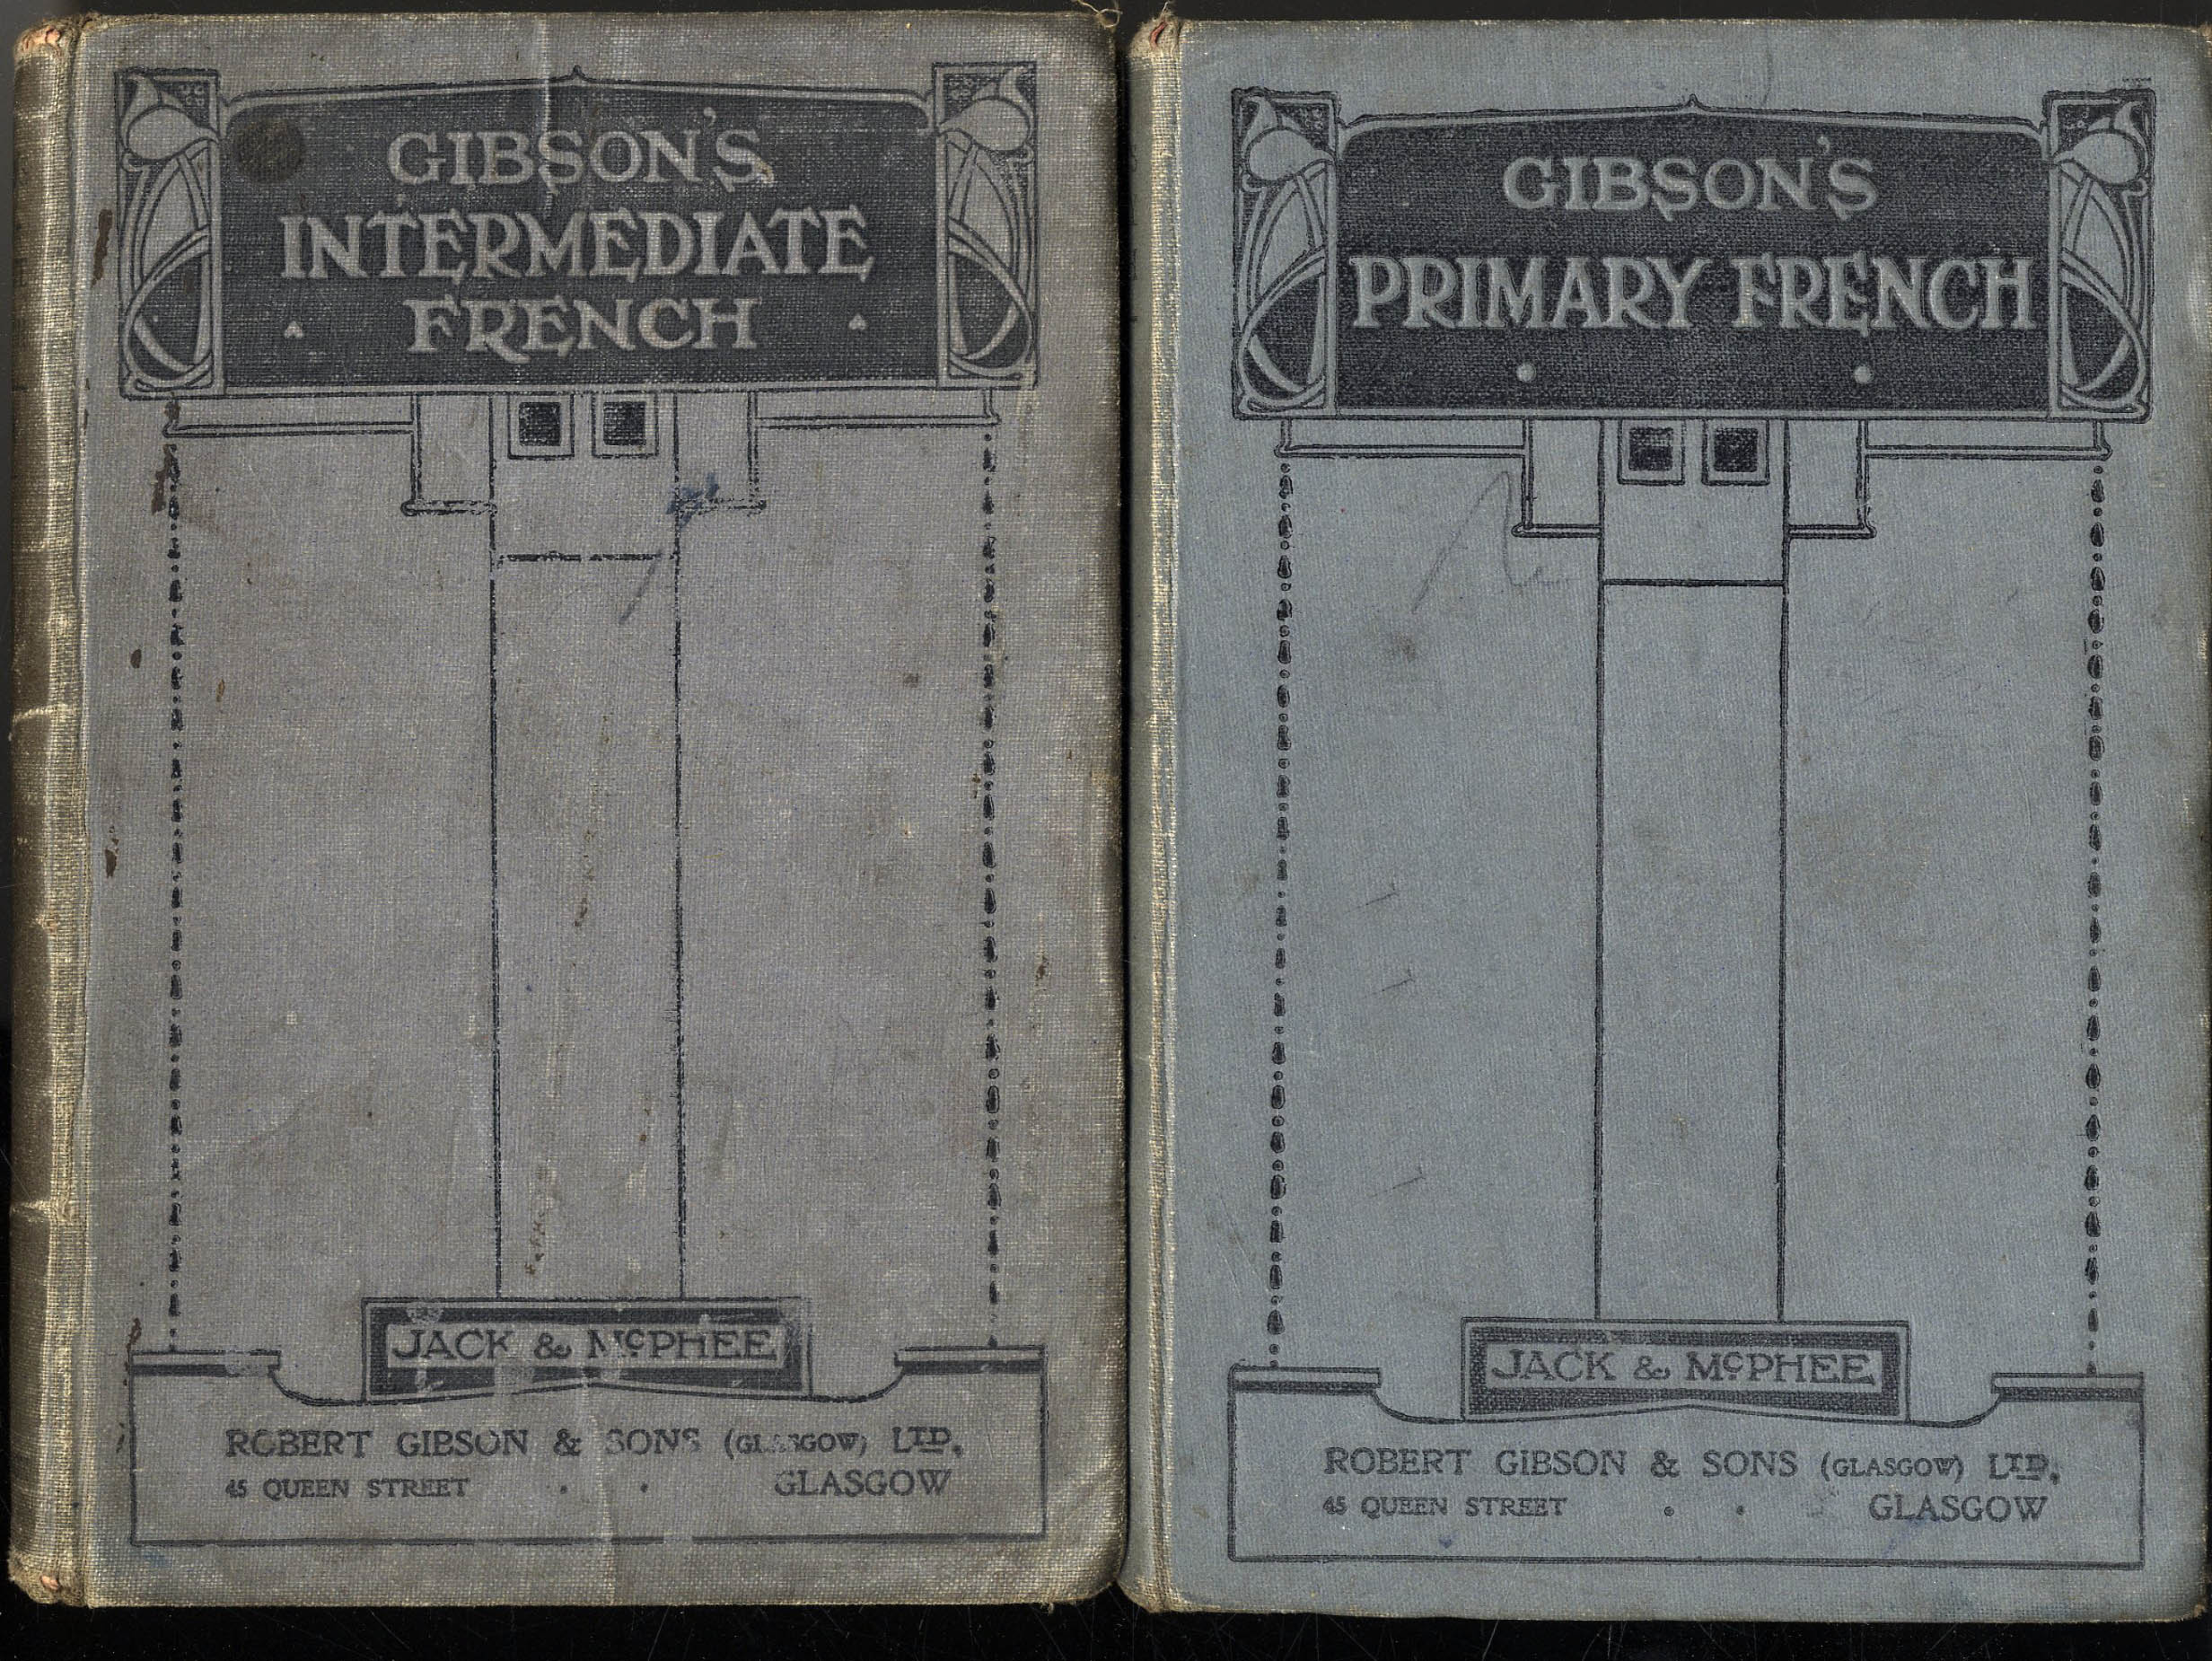 GIBSON'S
INTERMEDIATE
FRENCH
JACK & McPHEE
ROBERT GIBSON & SONS (GLASGOW) LTD.
45 QUEEN STREET . . GLASGOW
GIBSON'S
PRIMARY FRENCH
JACK & McPHEE
ROBERT GIBSON & SONS (GLASGOW) LTD.
45 QUEEN STREET . . GLASGOW